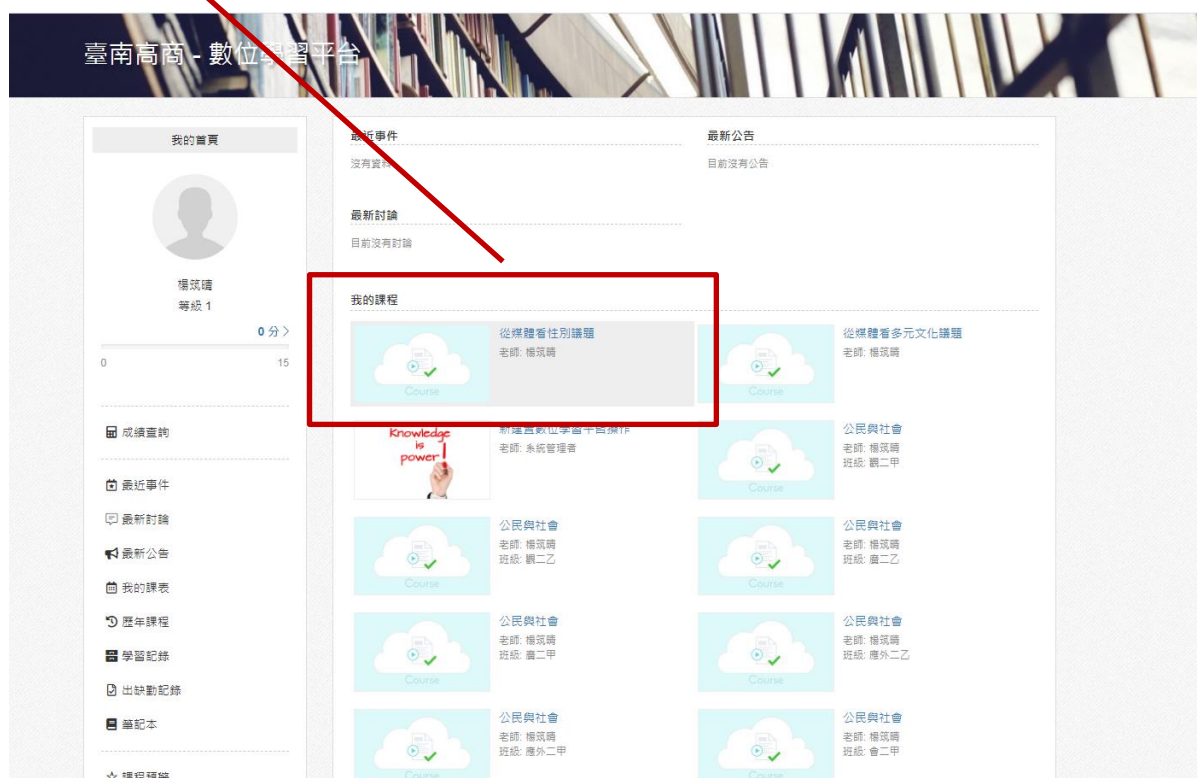 臺南高商 - 數位學習平台
我的首頁
楊筑晴
等級 1
0 分 〉
0
15
成績查詢
最近事件
最新討論
最新公告
我的課表
歷年課程
學習記錄
出缺勤記錄
筆記本
課程預覽
最近事件
沒有資料
最新公告
目前沒有公告
最新討論
目前沒有討論
我的課程
Course
從媒體看性別議題
老師: 楊筑晴
Course
從媒體看多元文化議題
老師: 楊筑晴
Knowledge
is
power!
新建置數位學習平台操作
老師: 系統管理者
Course
公民與社會
老師: 楊筑晴
班級: 觀二甲
Course
公民與社會
老師: 楊筑晴
班級: 觀二乙
Course
公民與社會
老師: 楊筑晴
班級: 廣二乙
Course
公民與社會
老師: 楊筑晴
班級: 廣二甲
Course
公民與社會
老師: 楊筑晴
班級: 應外二乙
Course
公民與社會
老師: 楊筑晴
班級: 應外二甲
Course
公民與社會
老師: 楊筑晴
班級: 會二甲